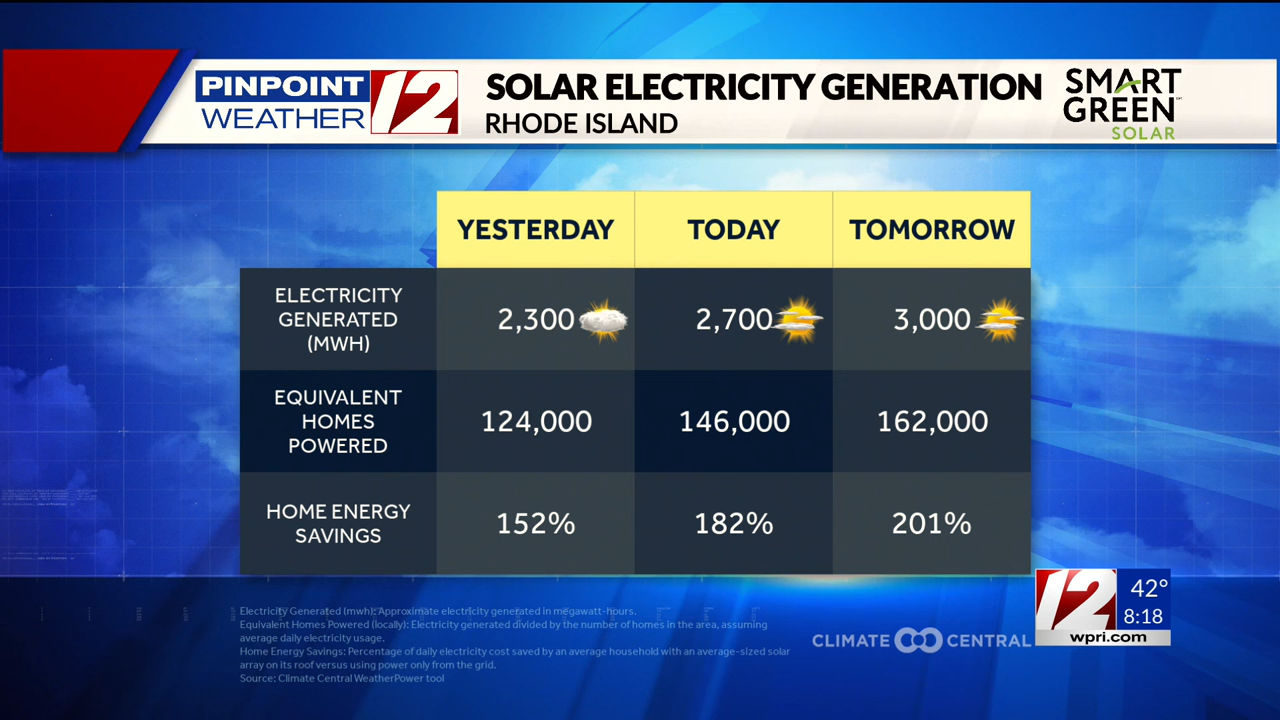 PINPOINT
WEATHER
12
SOLAR ELECTRICITY GENERATION
RHODE ISLAND
SMART
GREEN
SOLAR
YESTERDAY TODAY TOMORROW
ELECTRICITY
GENERATED
(MWH)
2,300 2,700 3,000
EQUIVALENT
HOMES
POWERED
124,000 146,000 162,000
HOME ENERGY
SAVINGS
152% 182% 201%
Electricity Generated (mwh): Approximate electricity generated in megawatt-hours.
Equivalent Homes Powered (locally): Electricity generated divided by the number of homes in the area, assuming
average daily electricity usage.
Home Energy Savings: Percentage of daily electricity cost saved by an average household with an average-sized solar
array on its roof versus using power only from the grid.
Source: Climate Central WeatherPower tool
CLIMATE CENTRAL
12
42°
8:18
wpri.com